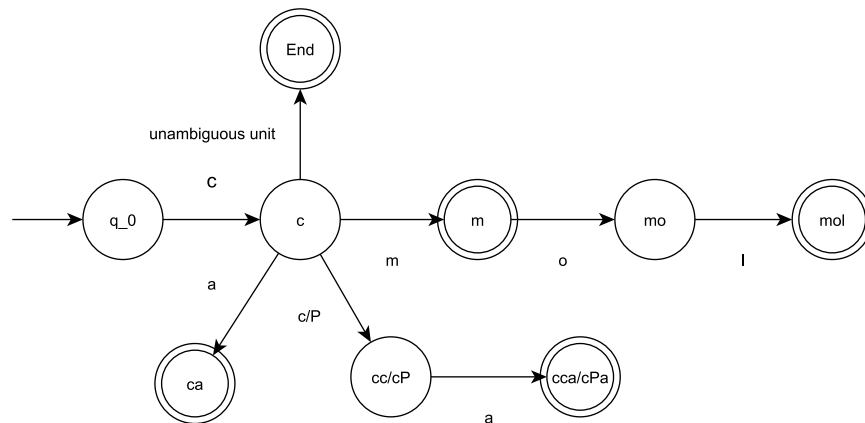 End
unambiguous unit
c
q_0
c
m
m
o
mo
l
mol
a
c/P
ca
cc/cP
a
cca/cPa